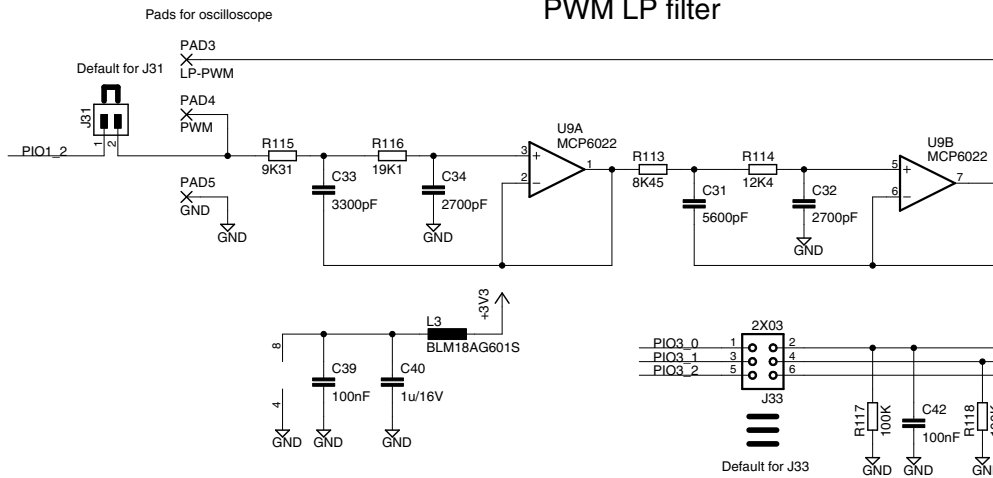 PWM LP filter
Pads for oscilloscope
PAD3
LP-PWM
Default for J31
J31
1
2
PIO1_2
PAD4
PWM
PAD5
GND
GND
R115
9K31
C33
3300pF
R116
19K1
C34
2700pF
GND
U9A
MCP6022
3
+
2
−
1
R113
8K45
C31
5600pF
R114
12K4
C32
2700pF
GND
U9B
MCP6022
5
+
6
−
7
+3V3
L3
BLM18AG601S
8
4
C39
100nF
C40
1u/16V
GND
GND
GND
2X03
PIO3_0
1
2
PIO3_1
3
4
PIO3_2
5
6
J33
Default for J33
R117
100K
C42
100nF
R118
GND
GND